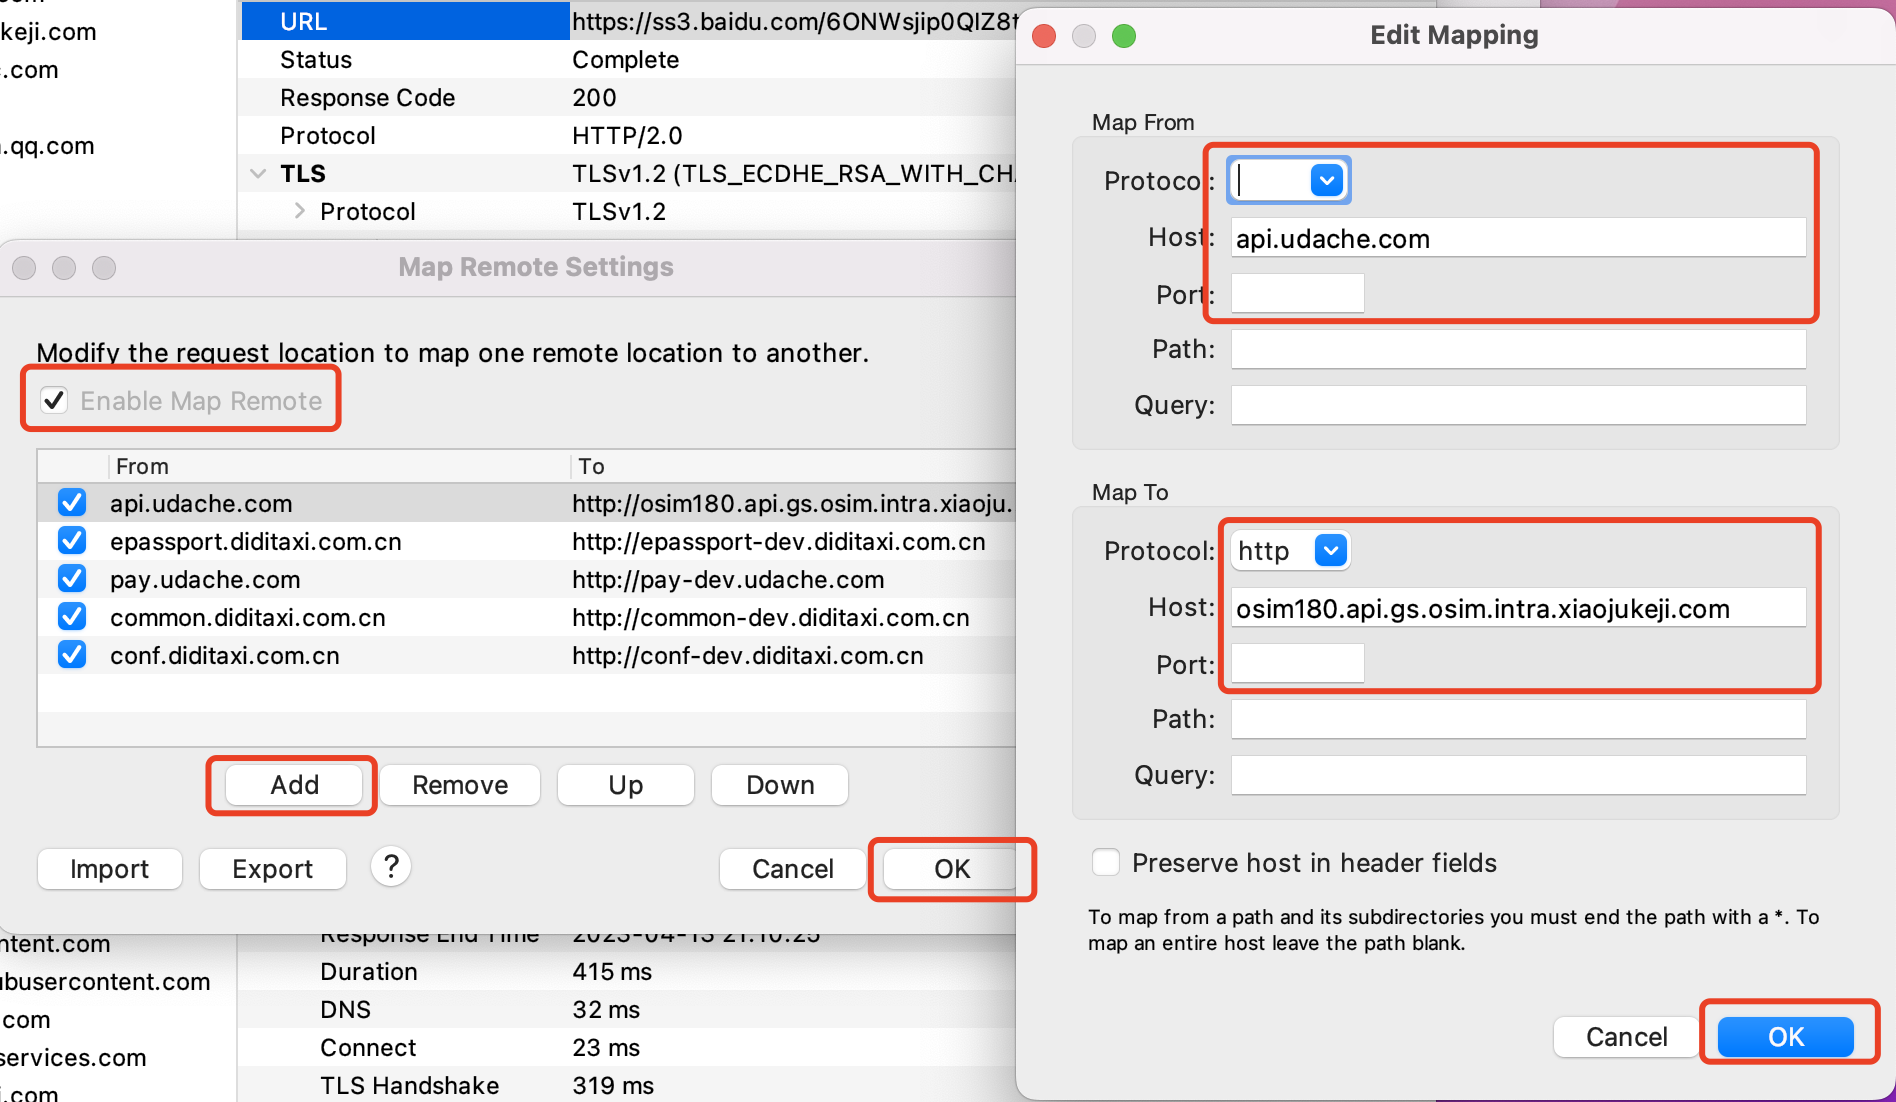 keji.com
.com
.qq.com
URL https://ss3.baidu.com/6ONWsjip0QIZ8t
Status Complete
Response Code 200
Protocol HTTP/2.0
TLS TLSv1.2 (TLS_ECDHE_RSA_WITH_CHA
Protocol TLSv1.2
Map Remote Settings
Modify the request location to map one remote location to another.
Enable Map Remote
From To
api.udache.com http://osim180.api.gs.osim.intra.xiaoju.
epassport.diditaxi.com.cn http://epassport-dev.diditaxi.com.cn
pay.udache.com http://pay-dev.udache.com
common.diditaxi.com.cn http://common-dev.diditaxi.com.cn
conf.diditaxi.com.cn http://conf-dev.diditaxi.com.cn
Add Remove Up Down
Import Export ? Cancel OK
Response End Time 2023-04-13 21:10:25
ntent.com
Duration 415 ms
ubusercontent.com
DNS 32 ms
.com
Connect 23 ms
services.com
TLS Handshake 319 ms
i.com
Edit Mapping
Map From
Protocol:
Host: api.udache.com
Port:
Path:
Query:
Map To
Protocol: http
Host: osim180.api.gs.osim.intra.xiaojukeji.com
Port:
Path:
Query:
Preserve host in header fields
To map from a path and its subdirectories you must end the path with a *. To
map an entire host leave the path blank.
Cancel OK